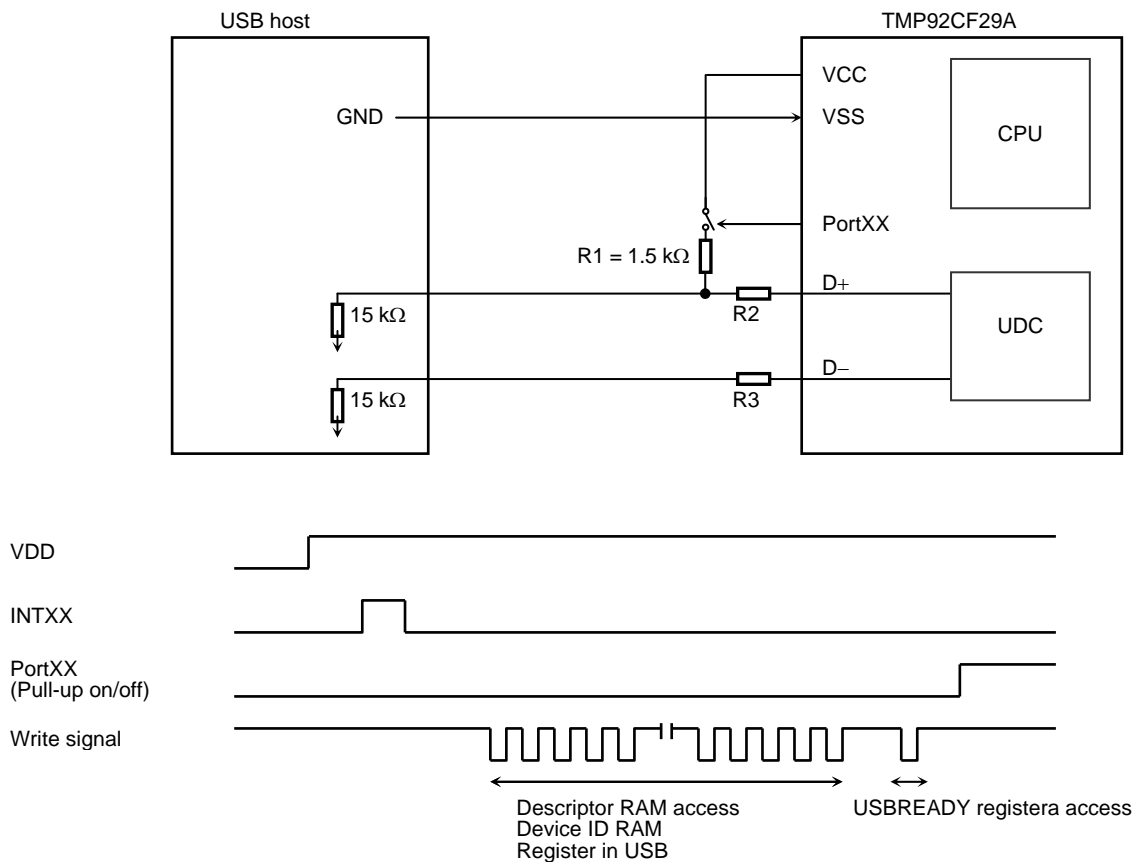 USB host
TMP92CF29A
VCC
GND
VSS
CPU
PortXX
R1 = 1.5 kΩ
D+
15 kΩ
R2
UDC
D−
15 kΩ
R3
VDD
INTXX
PortXX
(Pull-up on/off)
Write signal
Descriptor RAM access
USBREADY registera access
Device ID RAM
Register in USB